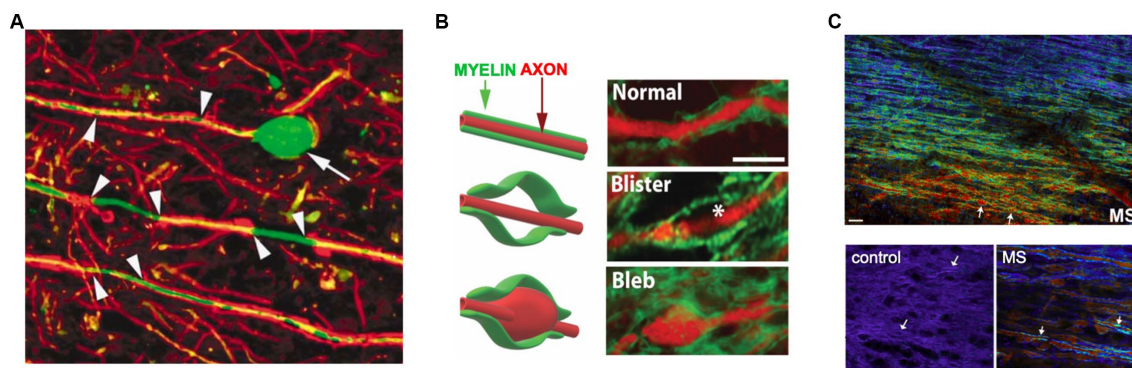 A
B
MYELIN AXON
Normal
Blister
*
Bleb
C
MS
control
MS